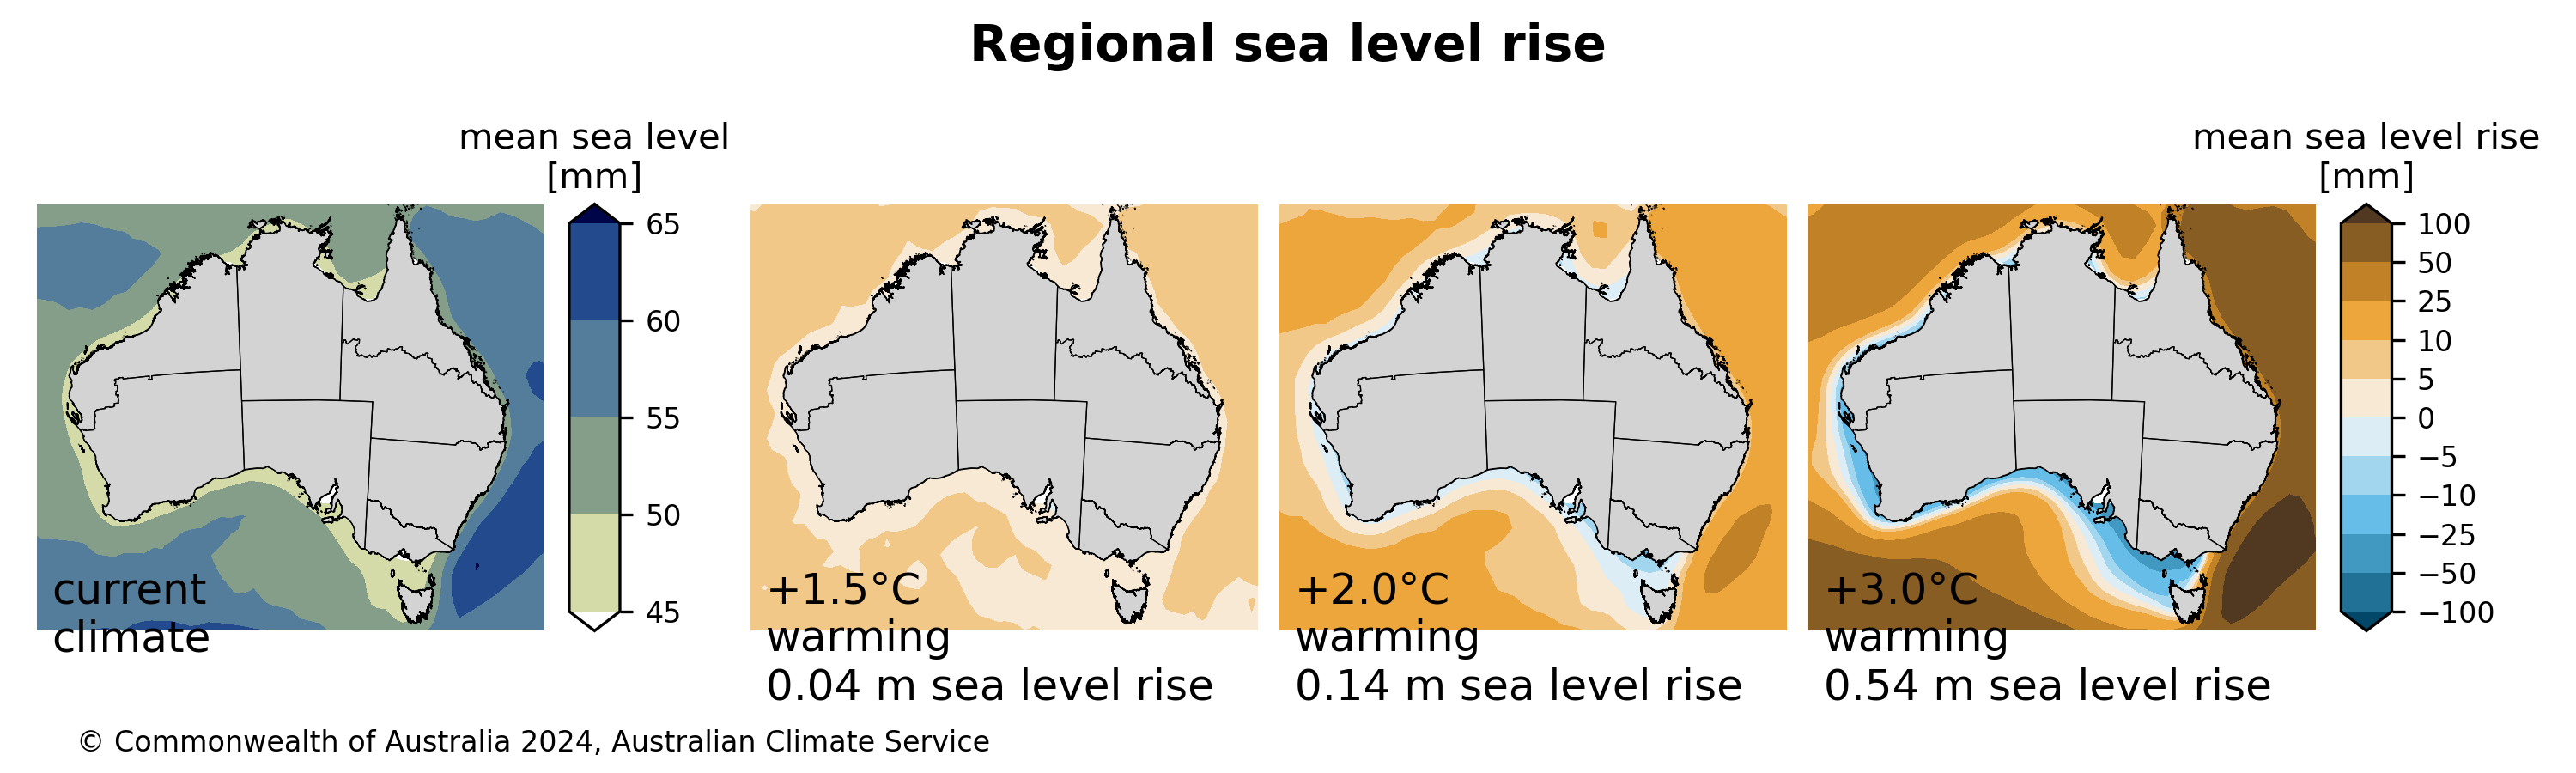 Regional sea level rise
mean sea level
[mm]
65
60
55
50
45
current
climate
+1.5°C
warming
0.04 m sea level rise
+2.0°C
warming
0.14 m sea level rise
+3.0°C
warming
0.54 m sea level rise
mean sea level rise
[mm]
100
50
25
10
5
0
−5
−10
−25
−50
−100
© Commonwealth of Australia 2024, Australian Climate Service